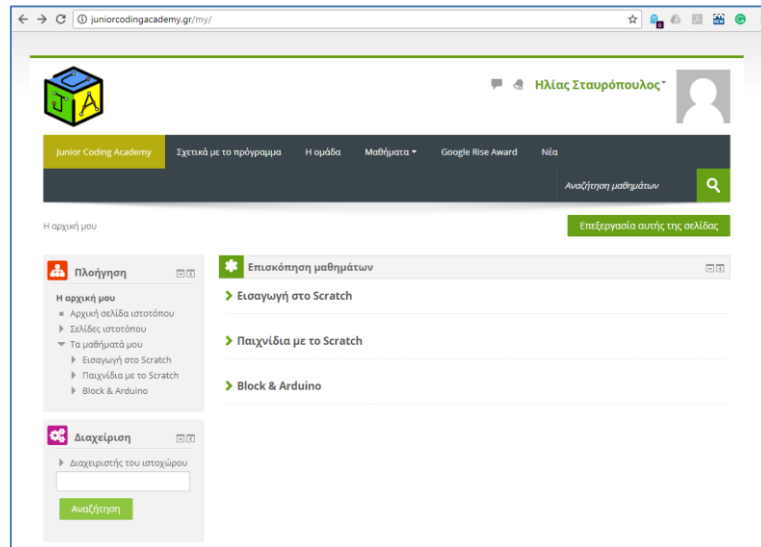 juniorcodingacademy.gr/my/
J C A
Ηλίας Σταυρόπουλος
Junior Coding Academy Σχετικά με το πρόγραμμα Η ομάδα Μαθήματα Google Rise Award Νέα
Αναζήτηση μαθημάτων
Η αρχική μου
Επεξεργασία αυτής της σελίδας
Πλοήγηση
Η αρχική μου
Αρχική σελίδα ιστοτόπου
Σελίδες ιστοτόπου
Τα μαθήματά μου
Εισαγωγή στο Scratch
Παιχνίδια με το Scratch
Block & Arduino
Επισκόπηση μαθημάτων
Εισαγωγή στο Scratch
Παιχνίδια με το Scratch
Block & Arduino
Διαχείριση
Διαχειριστής του ιστοχώρου
Αναζήτηση